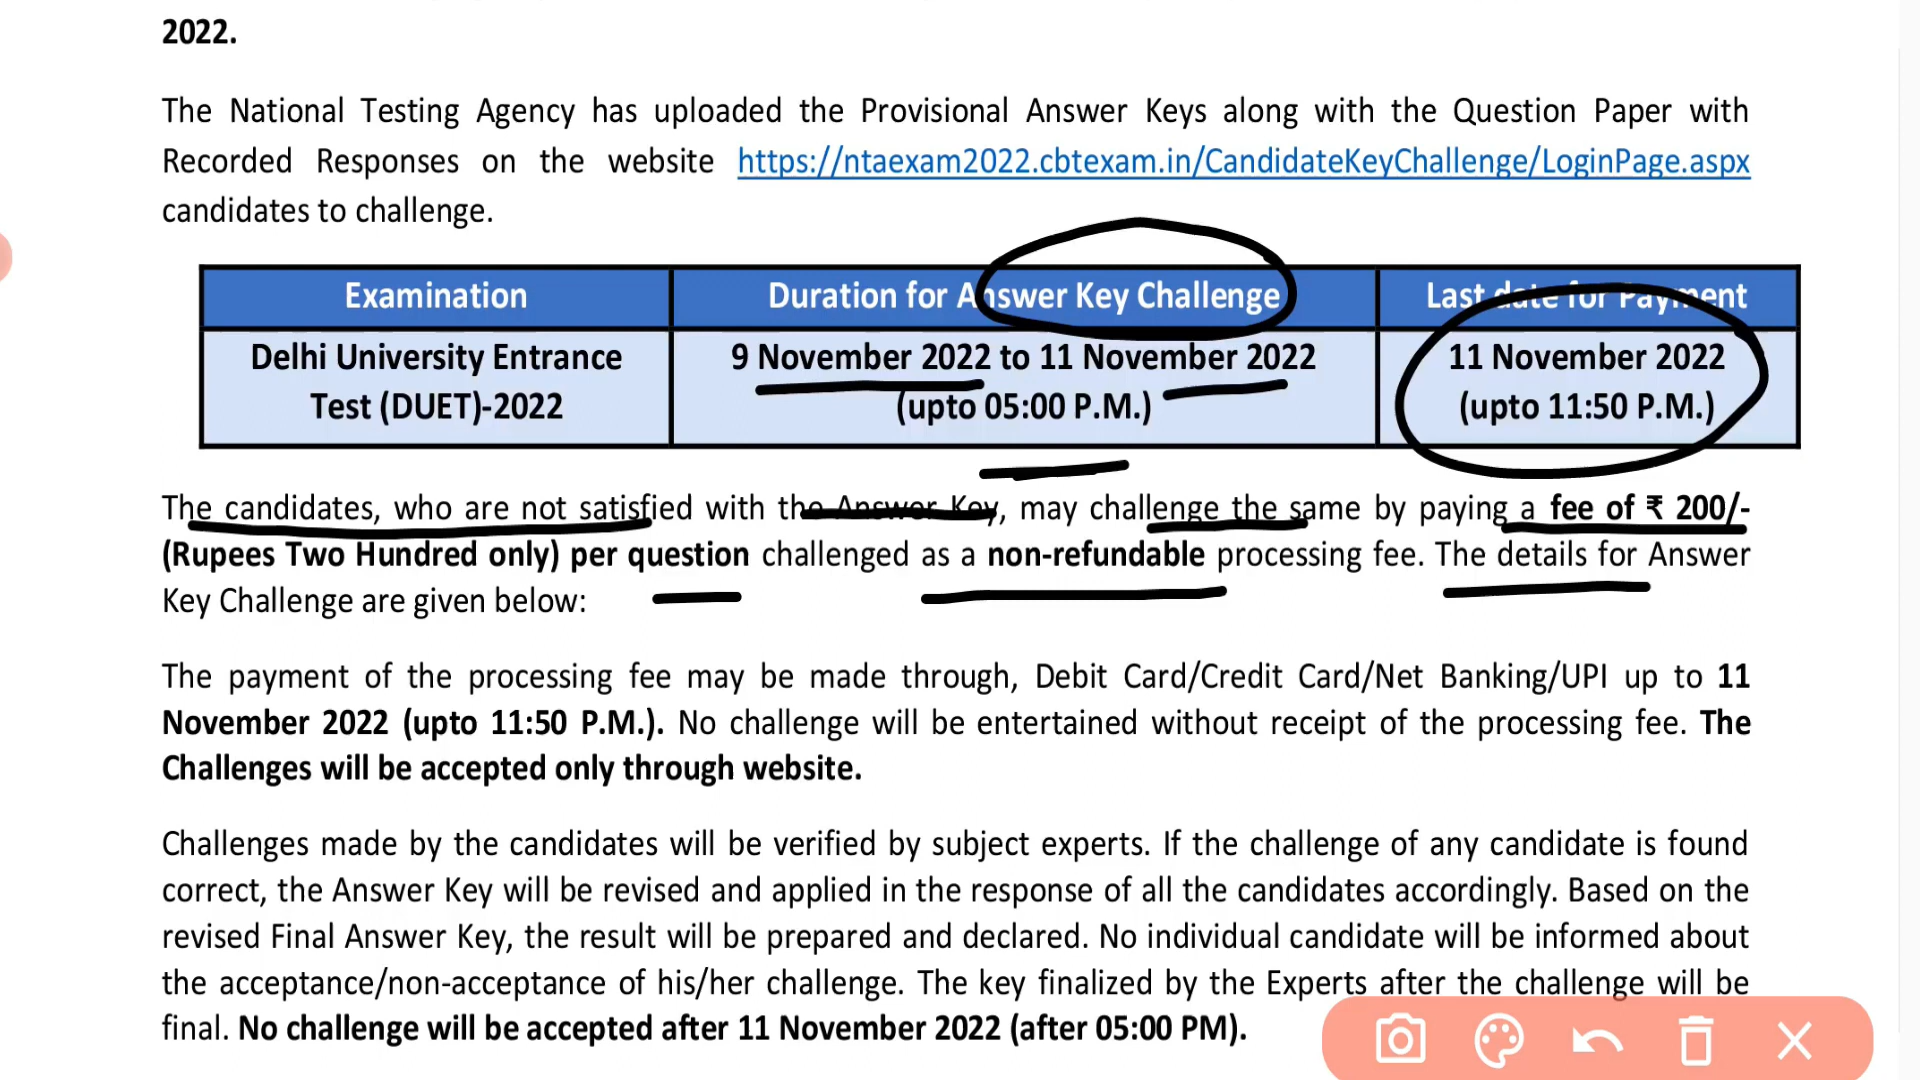 2022.
The National Testing Agency has uploaded the Provisional Answer Keys along with the Question Paper with
Recorded Responses on the website https://ntaexam2022.cbtexam.in/CandidateKeyChallenge/LoginPage.aspx
candidates to challenge.
Examination
Duration for Answer Key Challenge
Last date for Payment
Delhi University Entrance
Test (DUET)-2022
9 November 2022 to 11 November 2022
(upto 05:00 P.M.)
11 November 2022
(upto 11:50 P.M.)
The candidates, who are not satisfied with the Answer Key, may challenge the same by paying a fee of ₹ 200/-
(Rupees Two Hundred only) per question challenged as a non-refundable processing fee. The details for Answer
Key Challenge are given below:
The payment of the processing fee may be made through, Debit Card/Credit Card/Net Banking/UPI up to 11
November 2022 (upto 11:50 P.M.). No challenge will be entertained without receipt of the processing fee. The
Challenges will be accepted only through website.
Challenges made by the candidates will be verified by subject experts. If the challenge of any candidate is found
correct, the Answer Key will be revised and applied in the response of all the candidates accordingly. Based on the
revised Final Answer Key, the result will be prepared and declared. No individual candidate will be informed about
the acceptance/non-acceptance of his/her challenge. The key finalized by the Experts after the challenge will be
final. No challenge will be accepted after 11 November 2022 (after 05:00 PM).